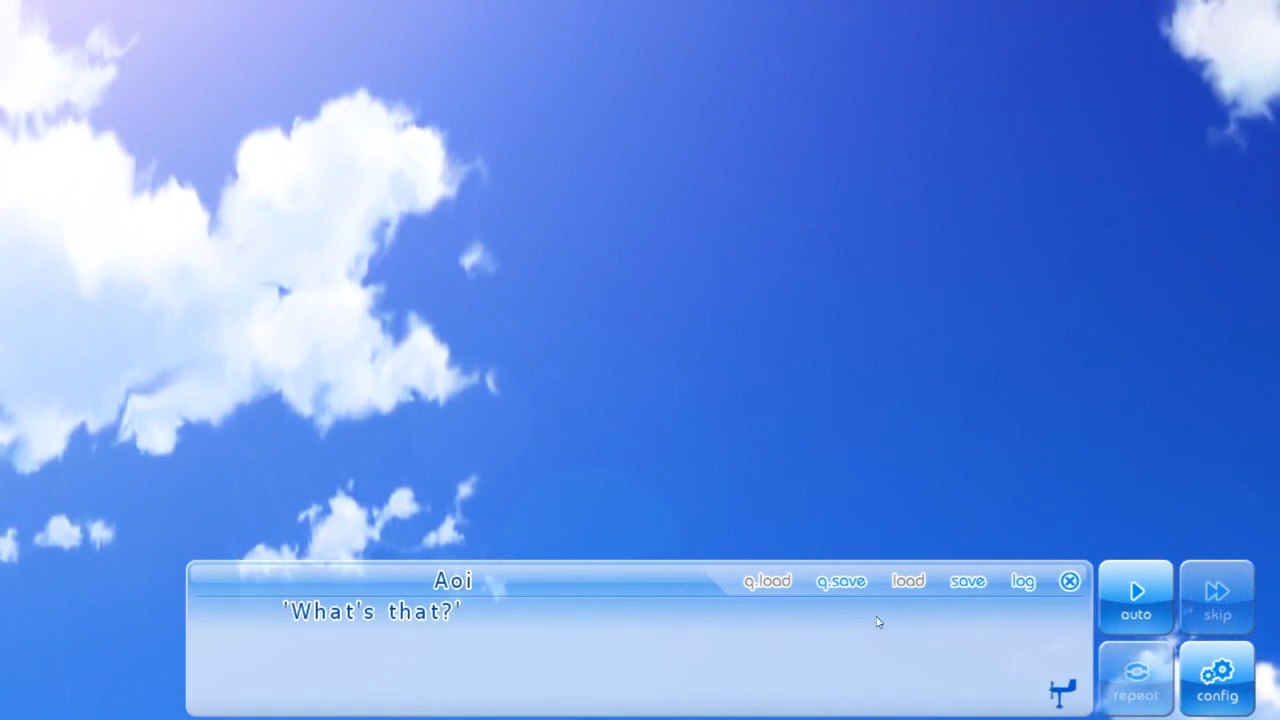 Aoi
q.load q.save load save log
'What's that?'
auto
skip
repeat
config